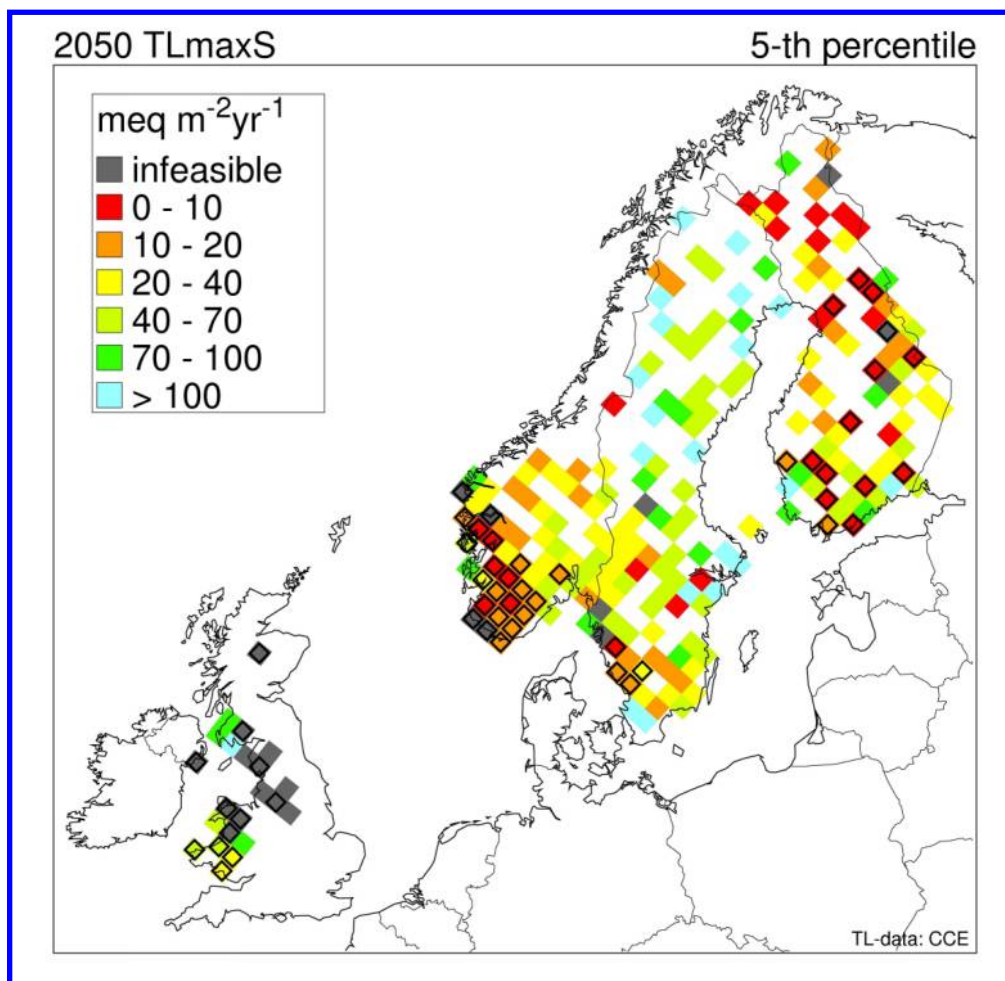 2050 TLmaxS 5-th percentile
meq m⁻²yr⁻¹
infeasible
0 - 10
10 - 20
20 - 40
40 - 70
70 - 100
> 100
TL-data: CCE